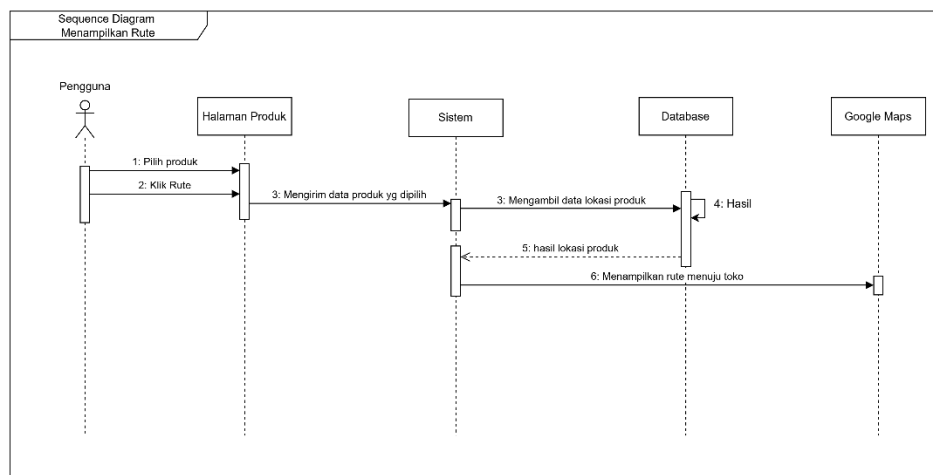 Sequence Diagram
Menampilkan Rute
Pengguna
Halaman Produk
Sistem
Database
Google Maps
1: Pilih produk
2: Klik Rute
3: Mengirim data produk yg dipilih
3: Mengambil data lokasi produk
4: Hasil
5: hasil lokasi produk
6: Menampilkan rute menuju toko